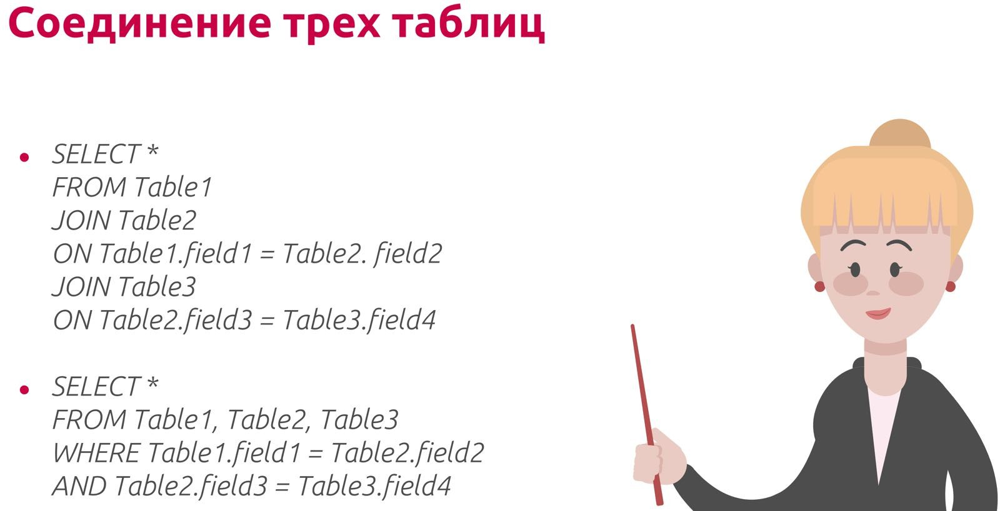 Соединение трех таблиц
• SELECT *
FROM Table1
JOIN Table2
ON Table1.field1 = Table2. field2
JOIN Table3
ON Table2.field3 = Table3.field4
• SELECT *
FROM Table1, Table2, Table3
WHERE Table1.field1 = Table2.field2
AND Table2.field3 = Table3.field4